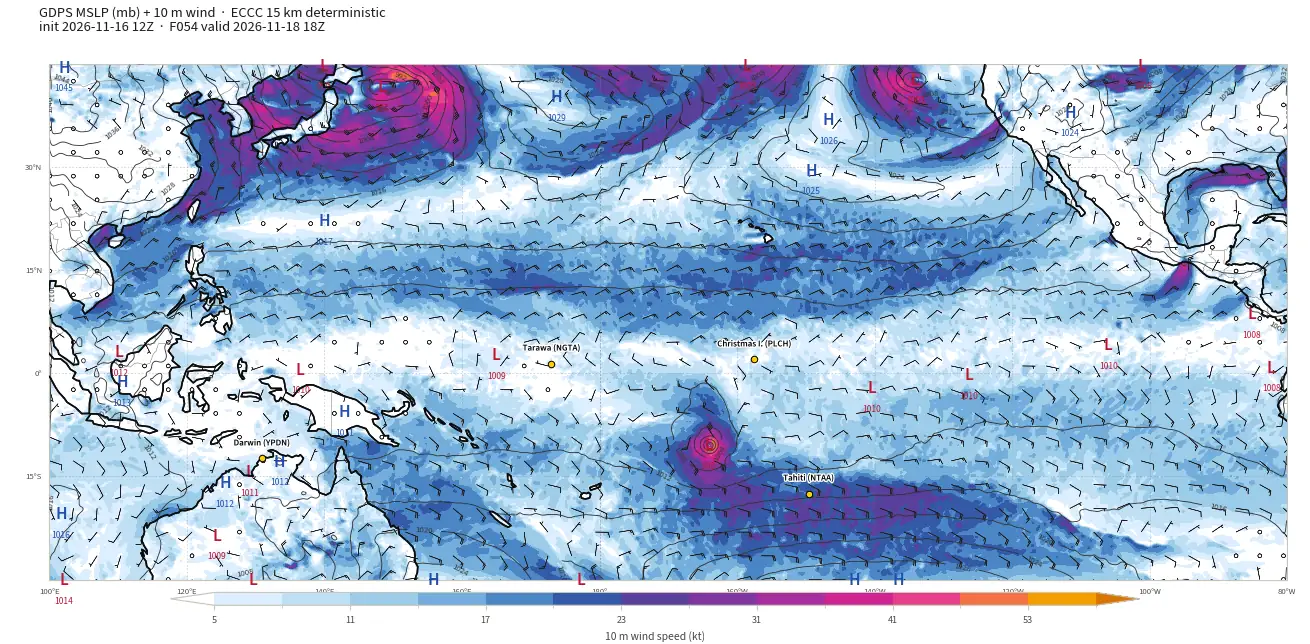 GDPS MSLP (mb) + 10 m wind · ECCC 15 km deterministic
init 2026-11-16 12Z · F054 valid 2026-11-18 18Z
H
1045
L
L
L
H
1029
H
1026
H
1024
H
1025
30°N
H
1017
15°N
L
1008
L
1012
H
1013
L
1010
L
1009
Tarawa (NGTA)
Christmas I. (PLCH)
L
1010
L
1010
L
1010
L
1008
0°
H
Darwin (YPDN)
L
1011
H
1012
H
1012
15°S
H
1016
Tahiti (NTAA)
L
1009
L
1014
L
H
L
H
H
100°E 120°E 140°E 160°E 180° 160°W 140°W 120°W 100°W 80°W
5 11 17 23 31 41 53
10 m wind speed (kt)